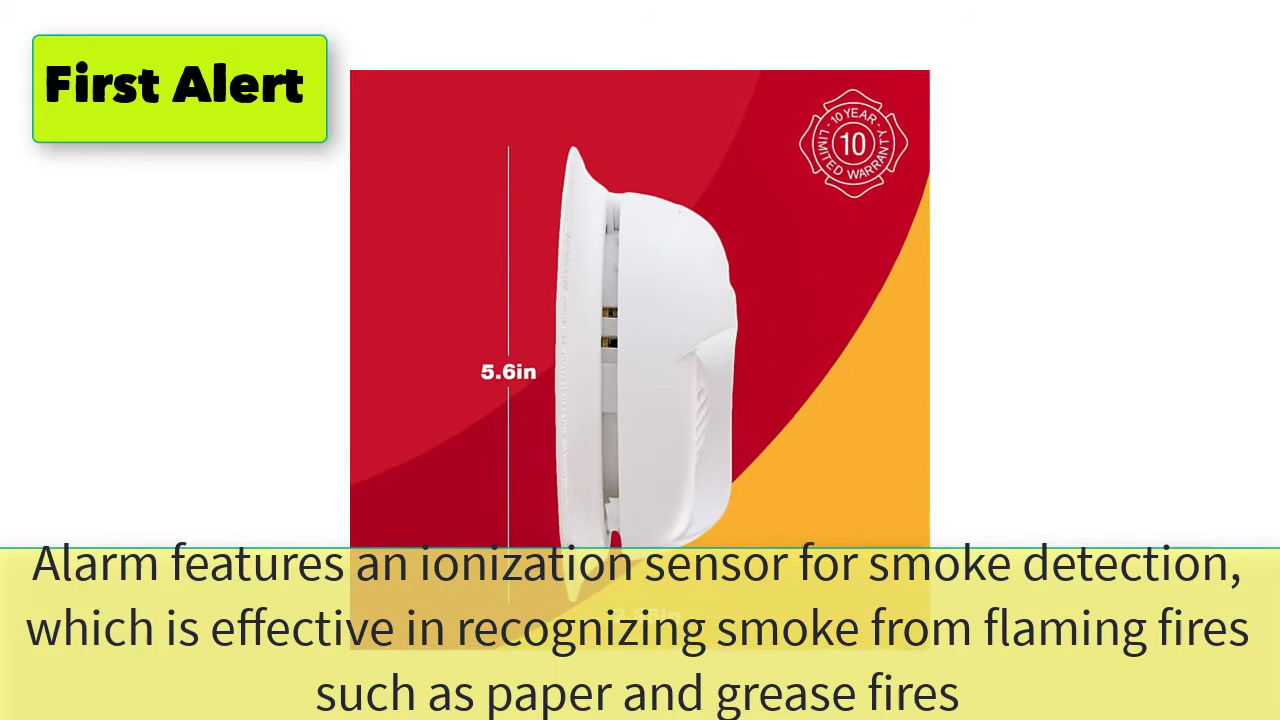 First Alert
· 10 YEAR ·
10
LIMITED WARRANTY
5.6in
Alarm features an ionization sensor for smoke detection,
which is effective in recognizing smoke from flaming fires
such as paper and grease fires